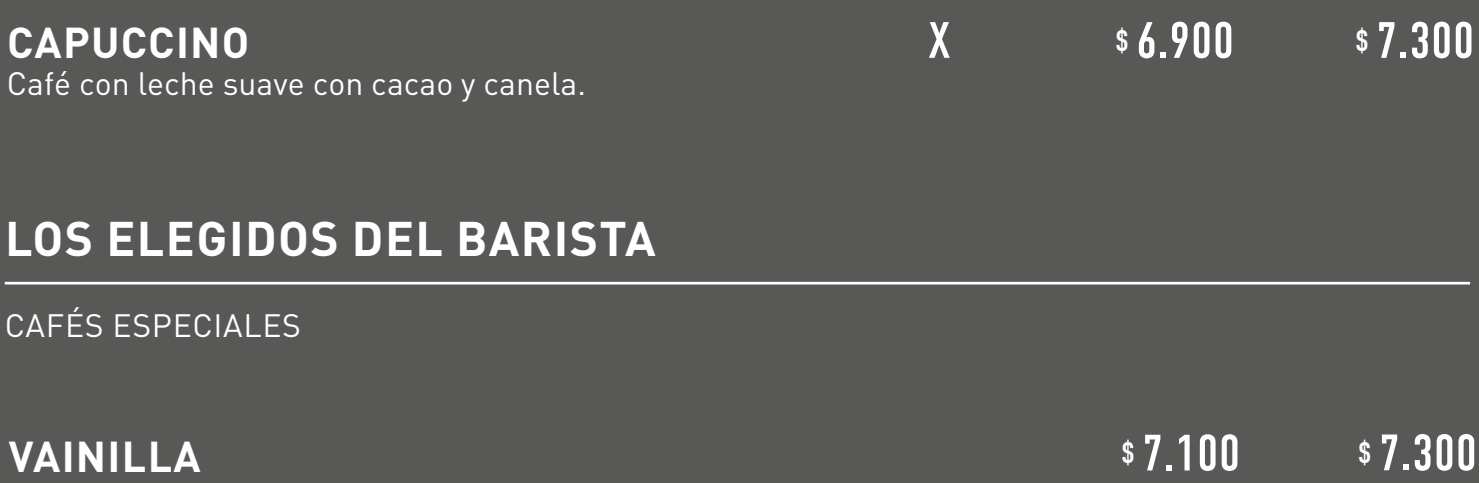 CAPUCCINO X $ 6.900 $ 7.300
Café con leche suave con cacao y canela.
LOS ELEGIDOS DEL BARISTA
CAFÉS ESPECIALES
VAINILLA $ 7.100 $ 7.300